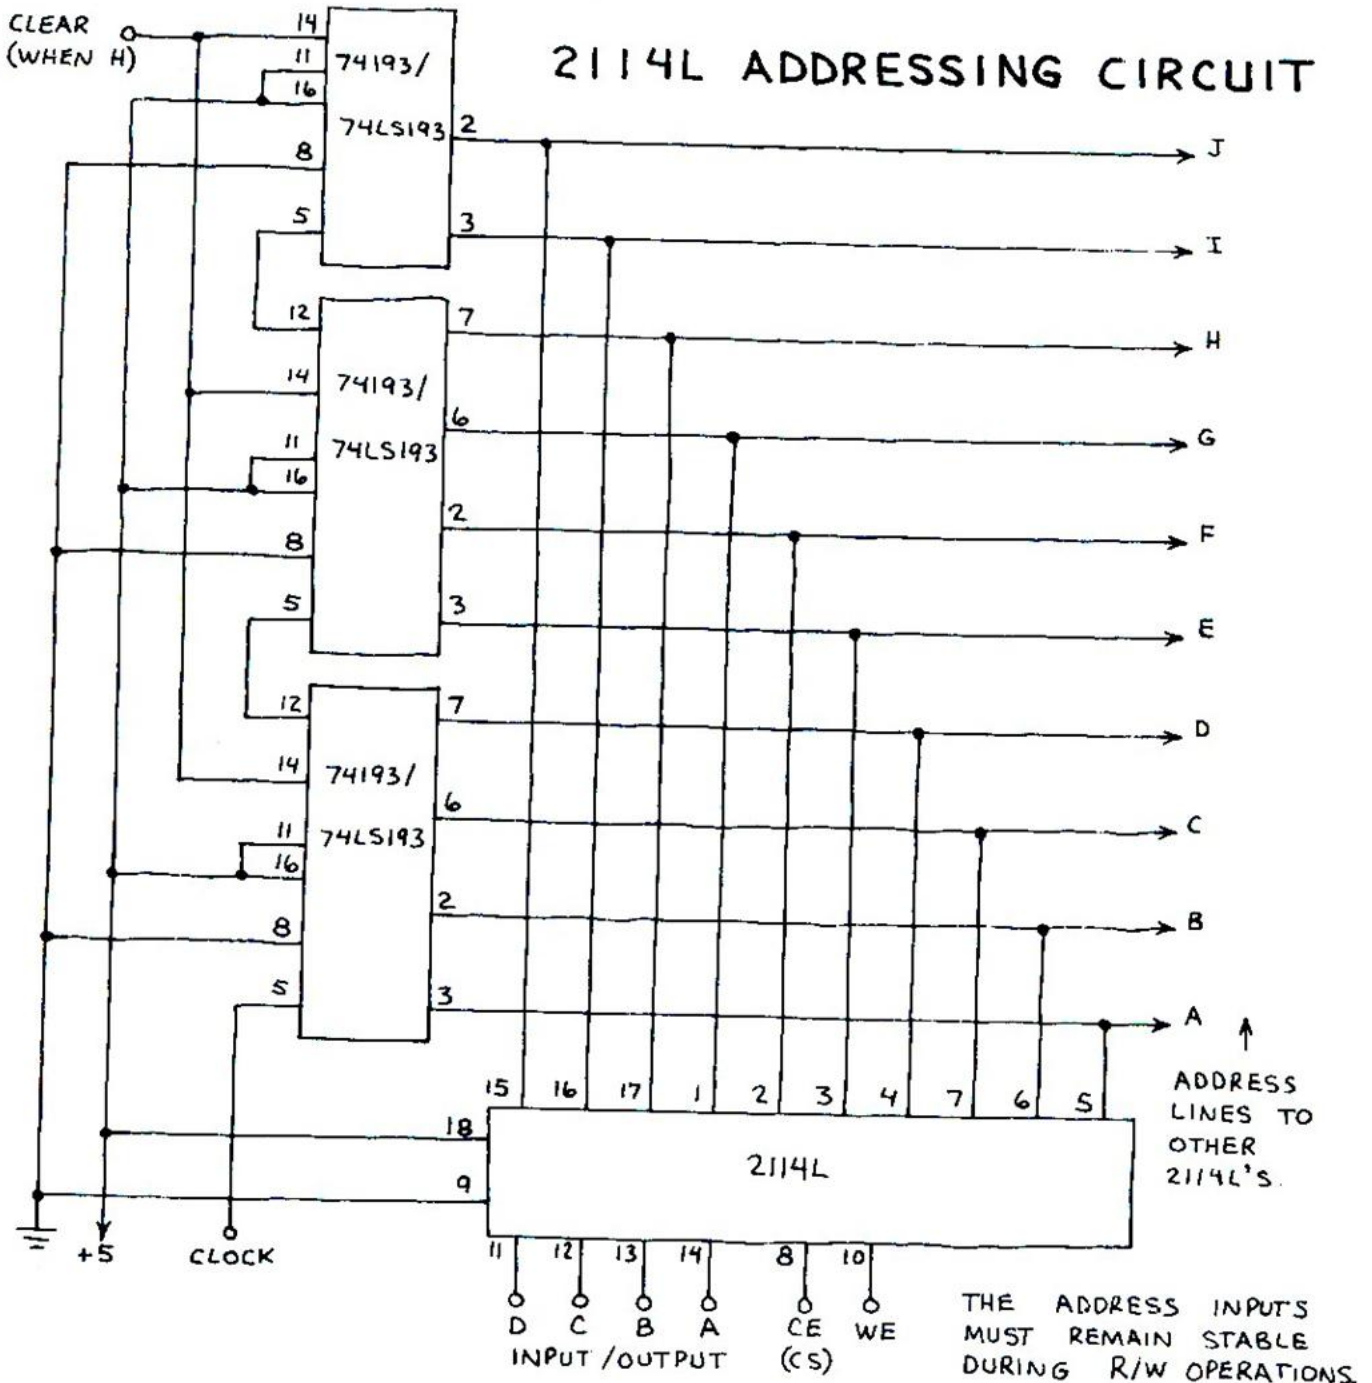 2114L ADDRESSING CIRCUIT
CLEAR
(WHEN H)
14
11
16
8
5
74193/
74LS193
2
3
J
I
12
14
11
16
8
5
74193/
74LS193
7
6
2
3
H
G
F
E
12
14
11
16
8
5
74193/
74LS193
7
6
2
3
D
C
B
A
ADDRESS
LINES TO
OTHER
2114L'S.
15 16 17 1 2 3 4 7 6 5
18
9
2114L
+5
CLOCK
11 12 13 14 8 10
D C B A CE WE
INPUT/OUTPUT (CS)
THE ADDRESS INPUTS
MUST REMAIN STABLE
DURING R/W OPERATIONS.